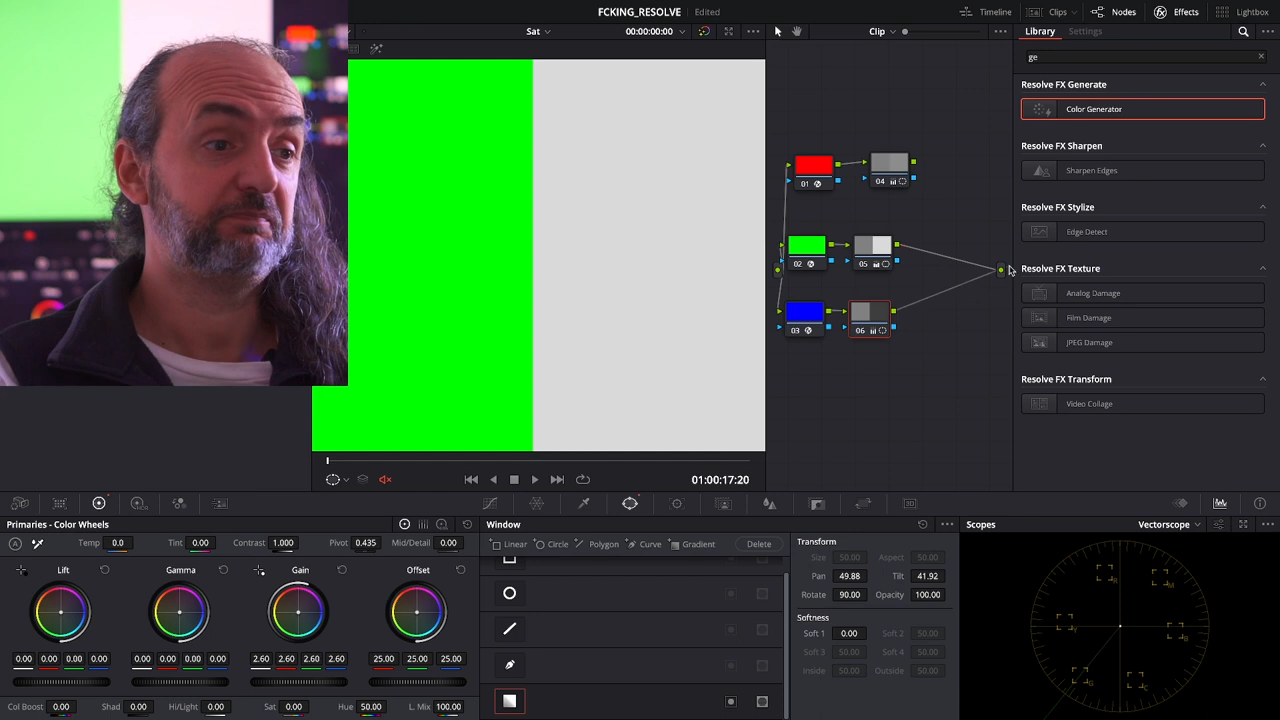 FCKING_RESOLVE Edited
Timeline Clips Nodes Effects Lightbox
Sat 00:00:00:00 Clip Library Settings
ge
Resolve FX Generate
Color Generator
Resolve FX Sharpen
Sharpen Edges
Resolve FX Stylize
Edge Detect
Resolve FX Texture
Analog Damage
Film Damage
JPEG Damage
Resolve FX Transform
Video Collage
01 04
02 05
03 06
01:00:17:20
Primaries - Color Wheels
Temp 0.0 Tint 0.00 Contrast 1.000 Pivot 0.435 Mid/Detail 0.00
Lift Gamma Gain Offset
0.00 0.00 0.00 0.00 0.00 0.00 0.00 0.00 2.60 2.60 2.60 2.60 25.00 25.00 25.00
Col Boost 0.00 Shad 0.00 Hi/Light 0.00 Sat 0.00 Hue 50.00 L. Mix 100.00
Window
Linear Circle Polygon Curve Gradient Delete
Transform
Size 50.00 Aspect 50.00
Pan 49.88 Tilt 41.92
Rotate 90.00 Opacity 100.00
Softness
Soft 1 0.00 Soft 2 50.00
Soft 3 50.00 Soft 4 50.00
Inside 50.00 Outside 50.00
Scopes Vectorscope
R M
Y B
G C